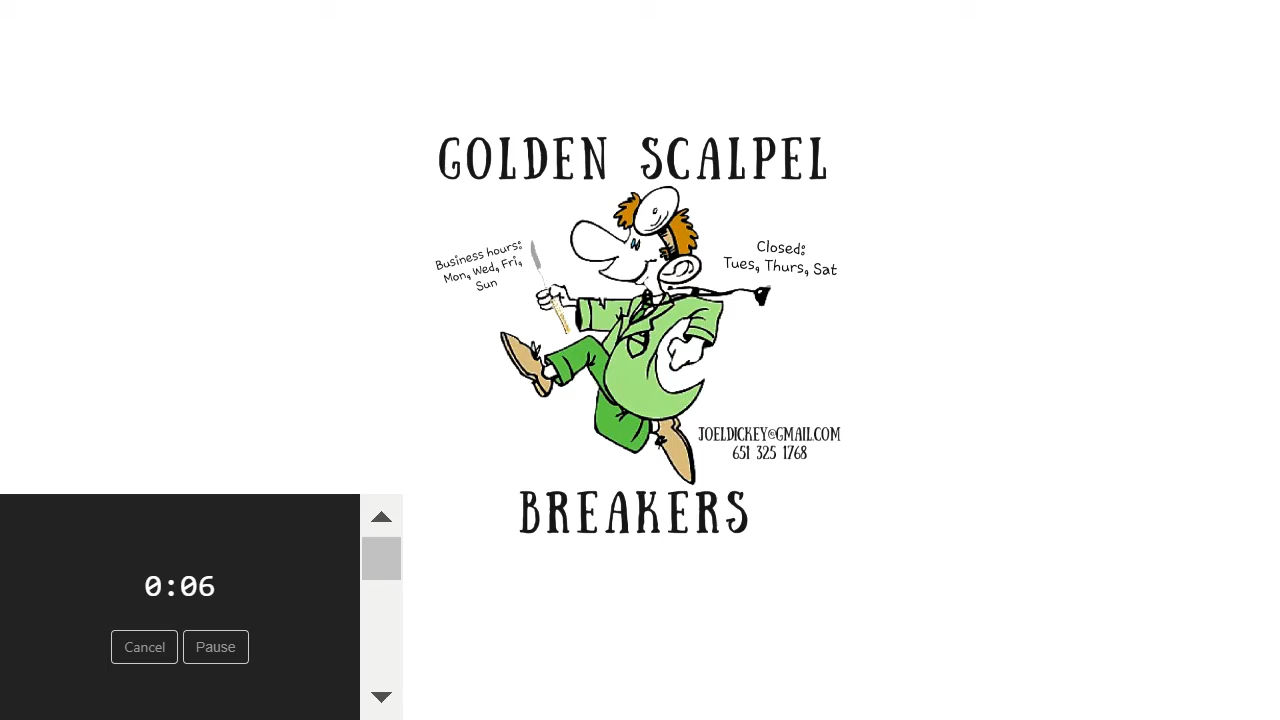 GOLDEN SCALPEL
Business hours:
Mon, Wed, Fri,
Sun
Closed:
Tues, Thurs, Sat
JOELDICKEY@GMAIL.COM
651 325 1768
BREAKERS
0:06
Cancel
Pause